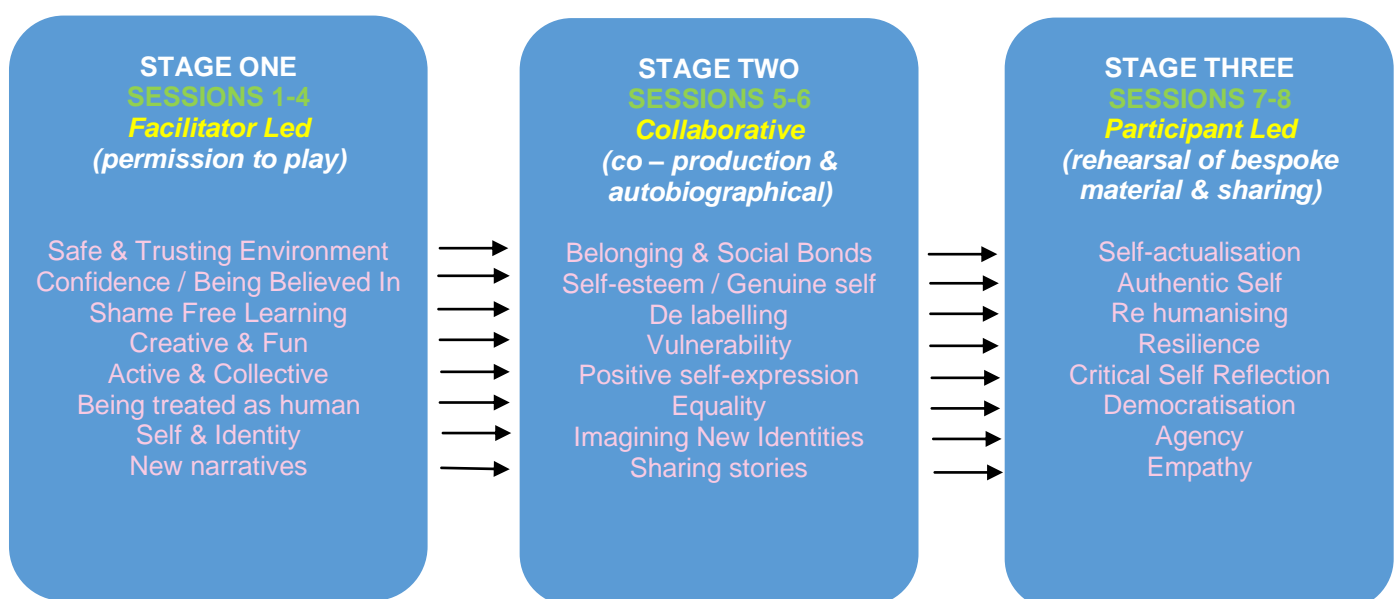 STAGE ONE
SESSIONS 1-4
Facilitator Led
(permission to play)
Safe & Trusting Environment
Confidence / Being Believed In
Shame Free Learning
Creative & Fun
Active & Collective
Being treated as human
Self & Identity
New narratives
STAGE TWO
SESSIONS 5-6
Collaborative
(co – production &
autobiographical)
Belonging & Social Bonds
Self-esteem / Genuine self
De labelling
Vulnerability
Positive self-expression
Equality
Imagining New Identities
Sharing stories
STAGE THREE
SESSIONS 7-8
Participant Led
(rehearsal of bespoke
material & sharing)
Self-actualisation
Authentic Self
Re humanising
Resilience
Critical Self Reflection
Democratisation
Agency
Empathy